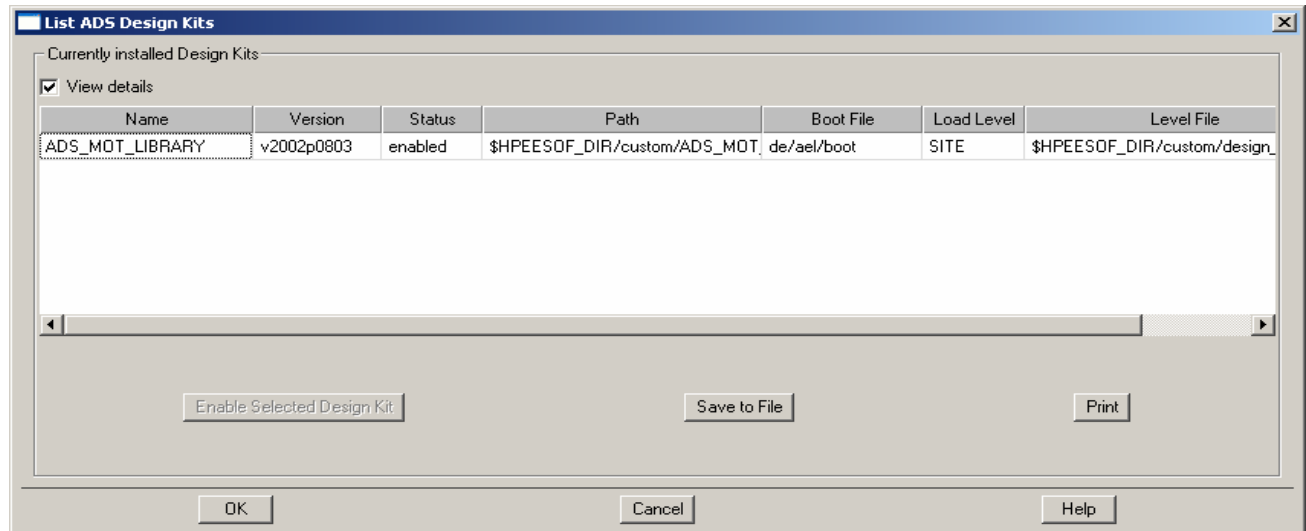 List ADS Design Kits
Currently installed Design Kits
View details
Name Version Status Path Boot File Load Level Level File
ADS_MOT_LIBRARY v2002p0803 enabled $HPEESOF_DIR/custom/ADS_MOT_ de/ael/boot SITE $HPEESOF_DIR/custom/design_
Enable Selected Design Kit Save to File Print
OK Cancel Help